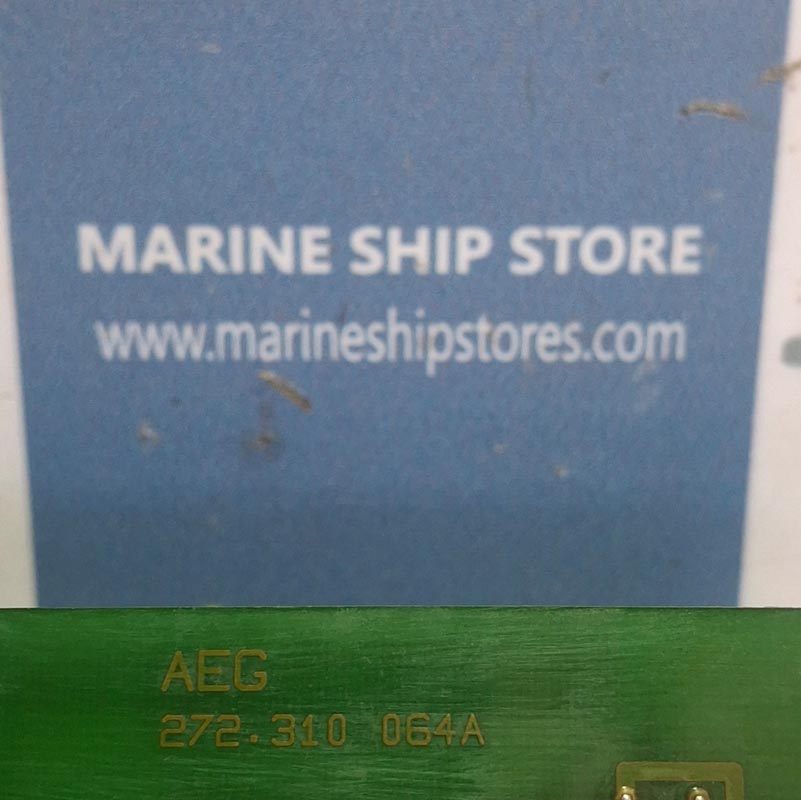 MARINE SHIP STORE
www.marineshipstores.com
AEG
272.310 064A